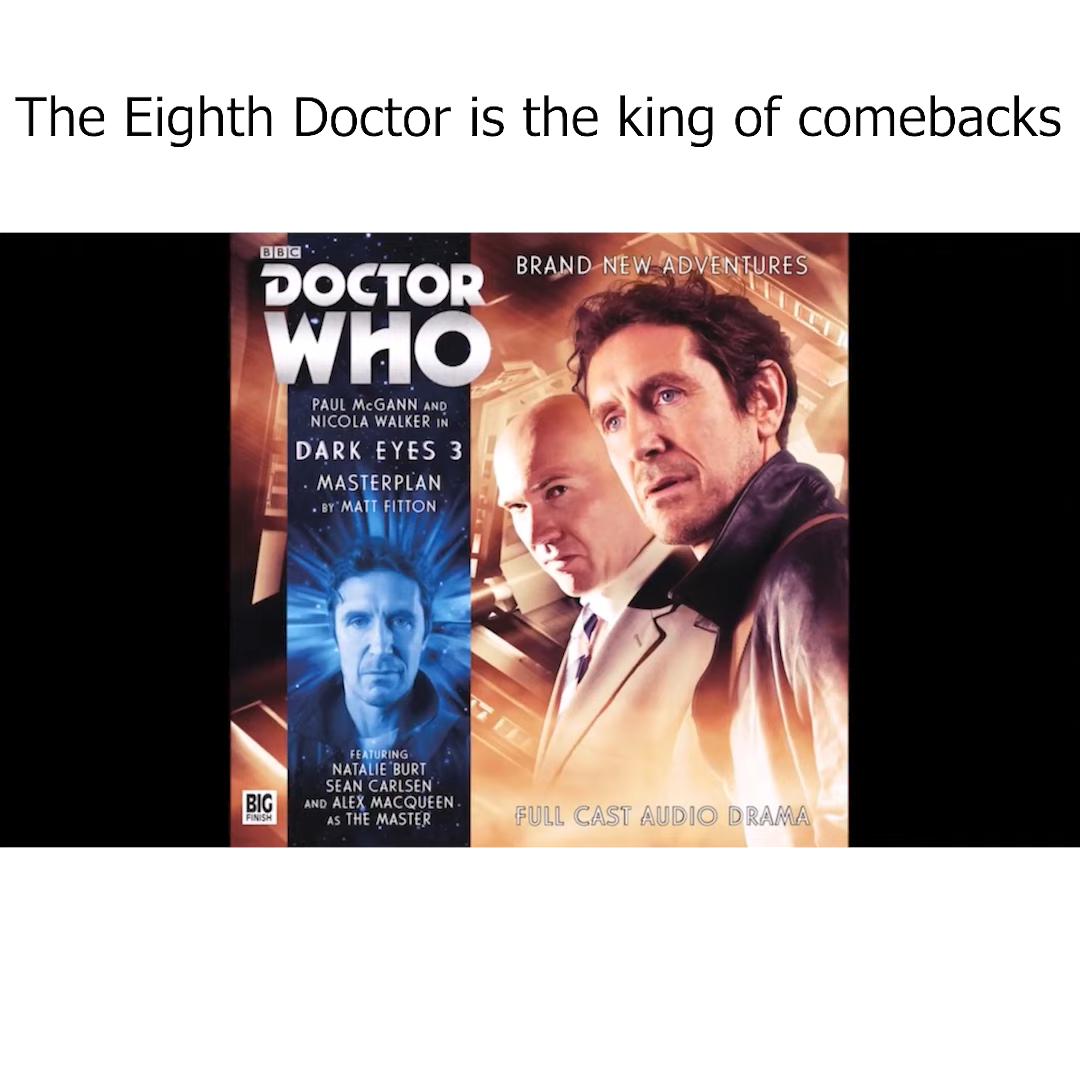 The Eighth Doctor is the king of comebacks
BBC
DOCTOR
WHO
PAUL McGANN AND
NICOLA WALKER IN
DARK EYES 3
MASTERPLAN
BY MATT FITTON
FEATURING
NATALIE BURT
SEAN CARLSEN
AND ALEX MACQUEEN
AS THE MASTER
BIG
FINISH
BRAND NEW ADVENTURES
FULL CAST AUDIO DRAMA